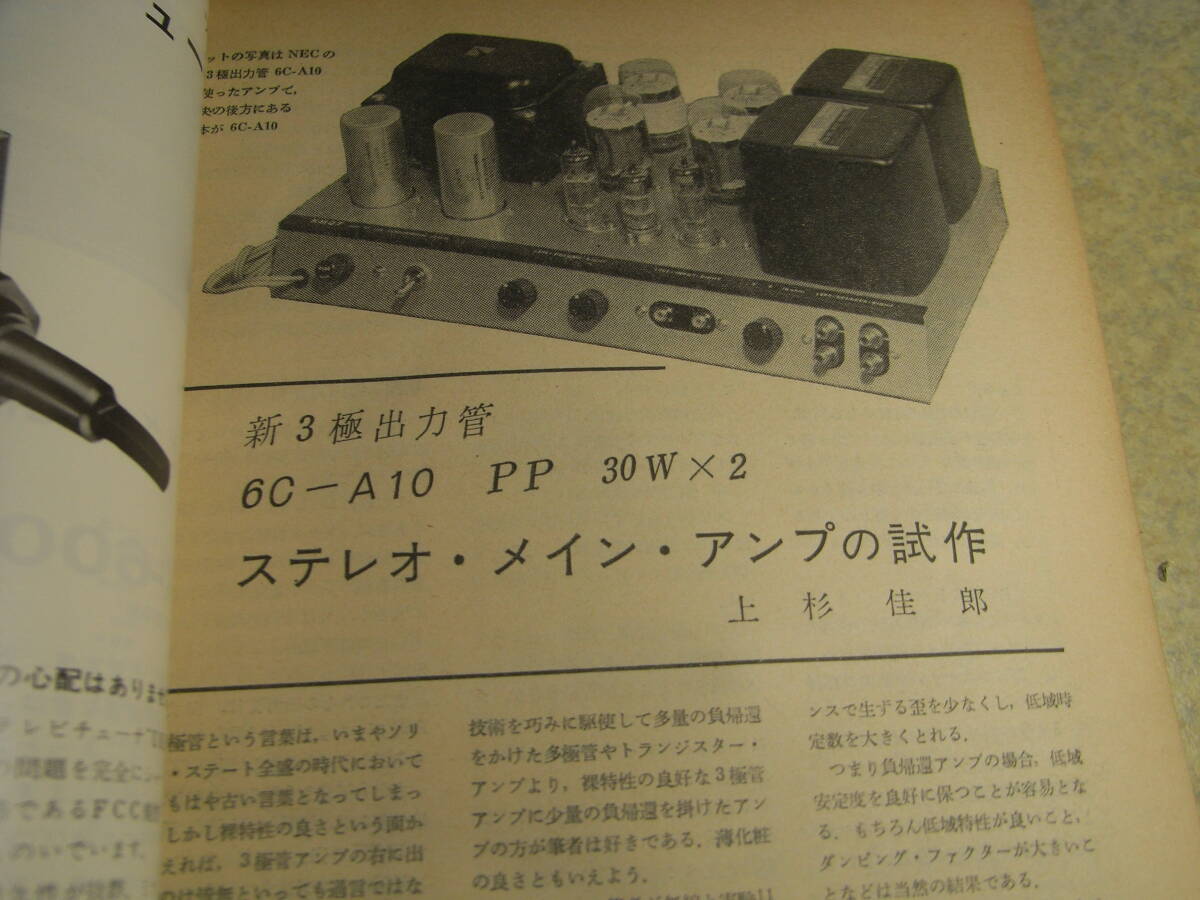 ットの写真は NECの
3極出力管 6C-A10
使ったアンプで,
央の後方にある
本が 6C-A10
新3極出力管
6C－A10 PP 30W×2
ステレオ・メイン・アンプの試作
上杉佳郎
極管という言葉は, いまやソリ
・ステート全盛の時代において
もはや古い言葉となってしまっ
しかし裸特性の良さという面か
えれば, 3極管アンプの右に出
のは皆無といっても過言ではな
技術を巧みに駆使して多量の負帰還
をかけた多極管やトランジスター・
アンプより, 裸特性の良好な3極管
アンプに少量の負帰還を掛けたアン
プの方が筆者は好きである. 薄化粧
の良さともいえよう.
ンスで生ずる歪を少なくし, 低域時
定数を大きくとれる.
つまり負帰還アンプの場合, 低域
安定度を良好に保つことが容易とな
る. もちろん低域特性が良いこと,
ダンピング・ファクターが大きいこ
となどは当然の結果である.
の心配はありませ
テレビチューナ
の問題を完全に
であるFCC
のいでいます.